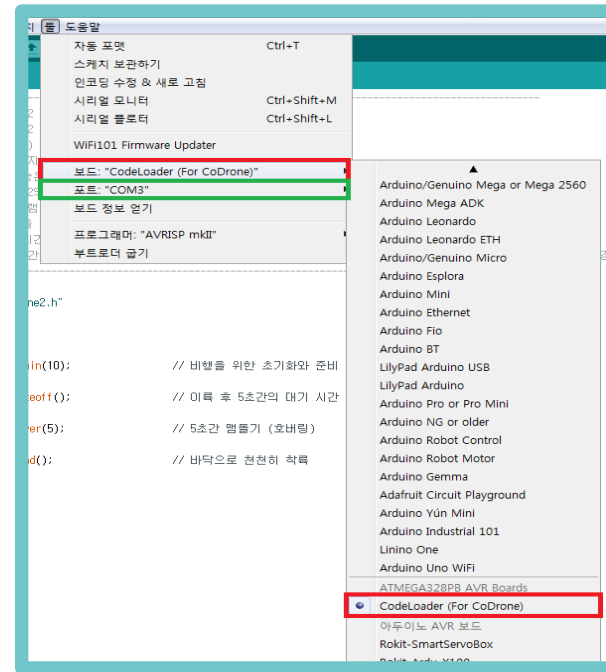 툴 도움말
자동 포맷 Ctrl+T
스케치 보관하기
인코딩 수정 & 새로 고침
시리얼 모니터 Ctrl+Shift+M
시리얼 플로터 Ctrl+Shift+L
WiFi101 Firmware Updater
보드: "CodeLoader (For CoDrone)"
포트: "COM3"
보드 정보 얻기
프로그래머: "AVRISP mkII"
부트로더 굽기
Arduino/Genuino Mega or Mega 2560
Arduino Mega ADK
Arduino Leonardo
Arduino Leonardo ETH
Arduino/Genuino Micro
Arduino Esplora
Arduino Mini
Arduino Ethernet
Arduino Fio
Arduino BT
LilyPad Arduino USB
LilyPad Arduino
Arduino Pro or Pro Mini
Arduino NG or older
Arduino Robot Control
Arduino Robot Motor
Arduino Gemma
Adafruit Circuit Playground
Arduino Yún Mini
Arduino Industrial 101
Linino One
Arduino Uno WiFi
ATMEGA328PB AVR Boards
CodeLoader (For CoDrone)
아두이노 AVR 보드
Rokit-SmartServoBox
Rokit-Ardu-X100
ne2.h"
in(10); // 비행을 위한 초기화와 준비
eoff(); // 이륙 후 5초간의 대기 시간
er(5); // 5초간 맴돌기 (호버링)
d(); // 바닥으로 천천히 착륙